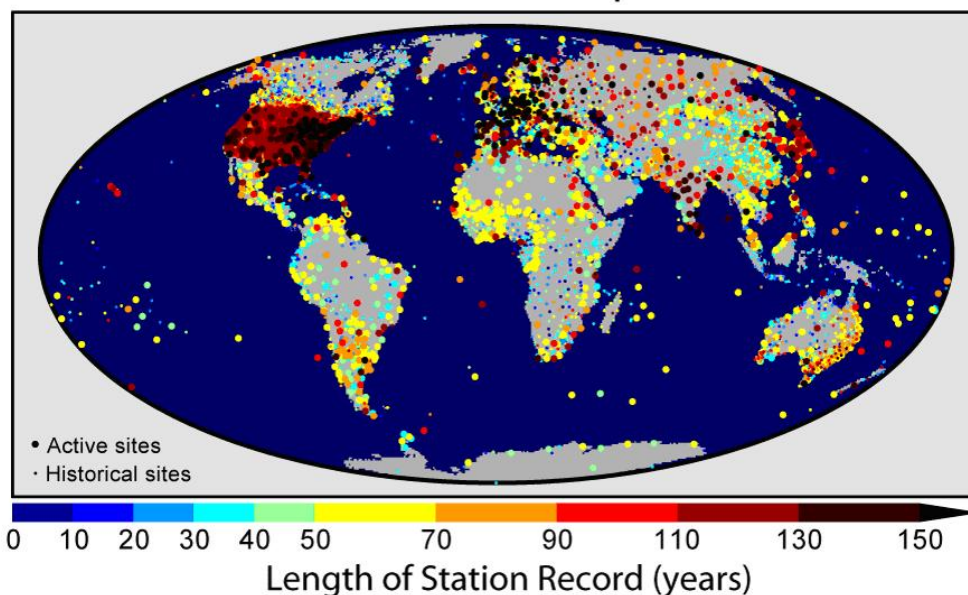 • Active sites
· Historical sites
0 10 20 30 40 50 70 90 110 130 150
Length of Station Record (years)